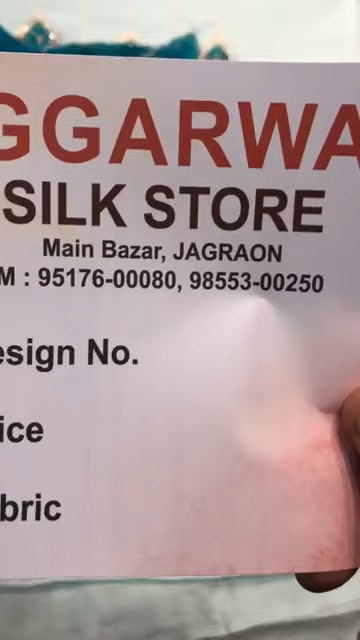 GGARWA
SILK STORE
Main Bazar, JAGRAON
M : 95176-00080, 98553-00250
esign No.
ice
bric